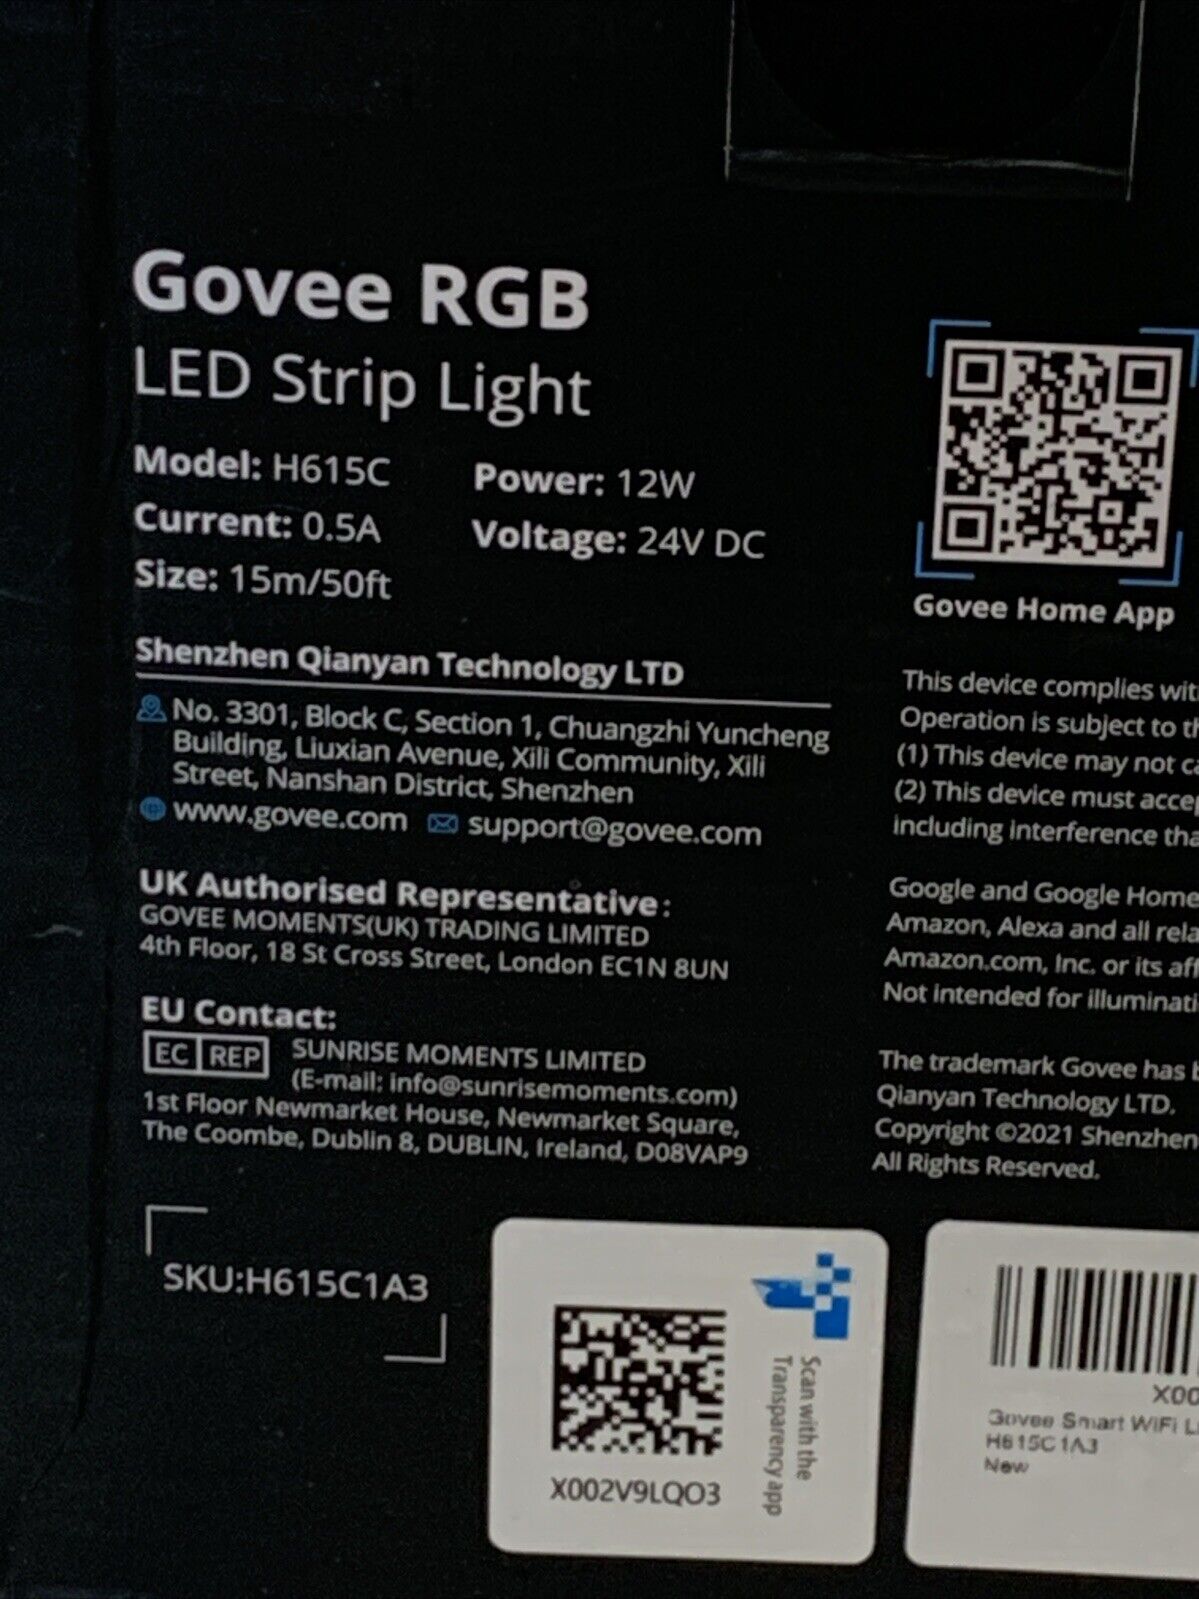 Govee RGB
LED Strip Light
Model: H615C
Power: 12W
Current: 0.5A
Voltage: 24V DC
Size: 15m/50ft
Shenzhen Qianyan Technology LTD
No. 3301, Block C, Section 1, Chuangzhi Yuncheng
Building, Liuxian Avenue, Xili Community, Xili
Street, Nanshan District, Shenzhen
www.govee.com support@govee.com
UK Authorised Representative:
GOVEE MOMENTS(UK) TRADING LIMITED
4th Floor, 18 St Cross Street, London EC1N 8UN
EU Contact:
EC REP
SUNRISE MOMENTS LIMITED
(E-mail: info@sunrisemoments.com)
1st Floor Newmarket House, Newmarket Square,
The Coombe, Dublin 8, DUBLIN, Ireland, D08VAP9
SKU:H615C1A3
Govee Home App
This device complies
Operation is subject to
(1) This device may not
(2) This device must
including interference
Google and Google Home
Amazon, Alexa and all
Amazon.com, Inc. or its
Not intended for
The trademark Govee has
Qianyan Technology LTD.
Copyright ©2021 Shenzhen
All Rights Reserved.
Scan with the
Transparency app
X002V9LQO3
X00
Govee Smart WiFi
H615C1A3
New